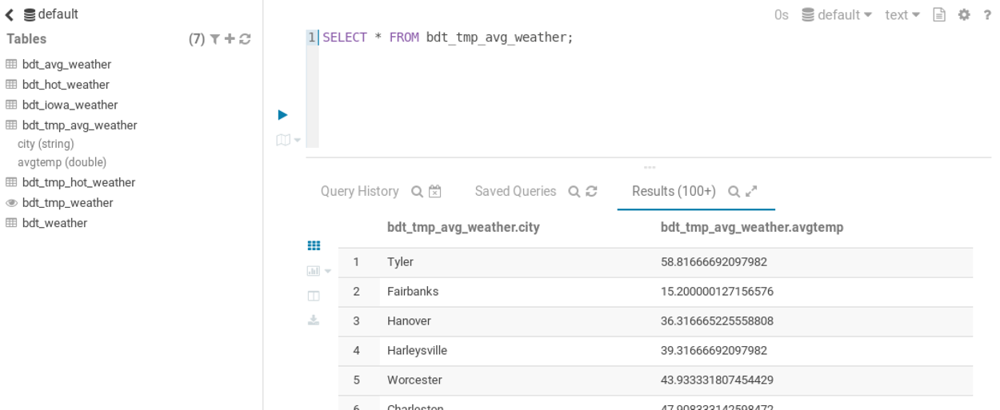 default
Tables (7)
bdt_avg_weather
bdt_hot_weather
bdt_iowa_weather
bdt_tmp_avg_weather
city (string)
avgtemp (double)
bdt_tmp_hot_weather
bdt_tmp_weather
bdt_weather
0s default text ?
1 SELECT * FROM bdt_tmp_avg_weather;
Query History Saved Queries Results (100+)
bdt_tmp_avg_weather.city bdt_tmp_avg_weather.avgtemp
1 Tyler 58.81666692097982
2 Fairbanks 15.200000127156576
3 Hanover 36.316665225558808
4 Harleysville 39.31666692097982
5 Worcester 43.933331807454429
6 Charleston 47.908333142598472